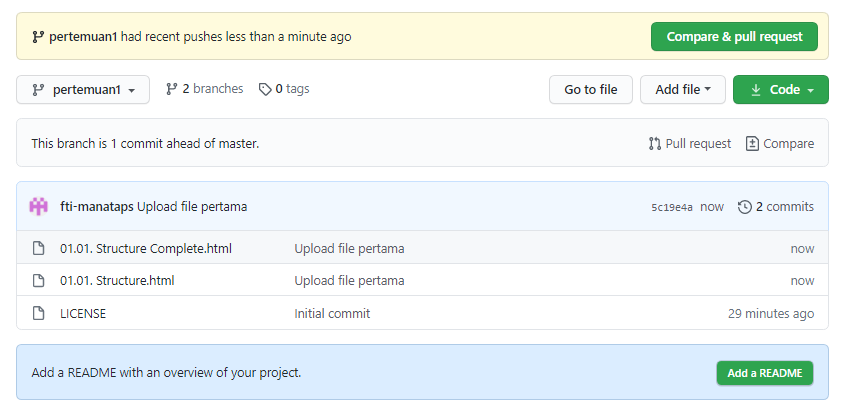 pertemuan1 had recent pushes less than a minute ago
Compare & pull request
pertemuan1
2 branches
0 tags
Go to file
Add file
Code
This branch is 1 commit ahead of master.
Pull request
Compare
fti-manataps Upload file pertama
5c19e4a now
2 commits
01.01. Structure Complete.html
Upload file pertama
now
01.01. Structure.html
Upload file pertama
now
LICENSE
Initial commit
29 minutes ago
Add a README with an overview of your project.
Add a README